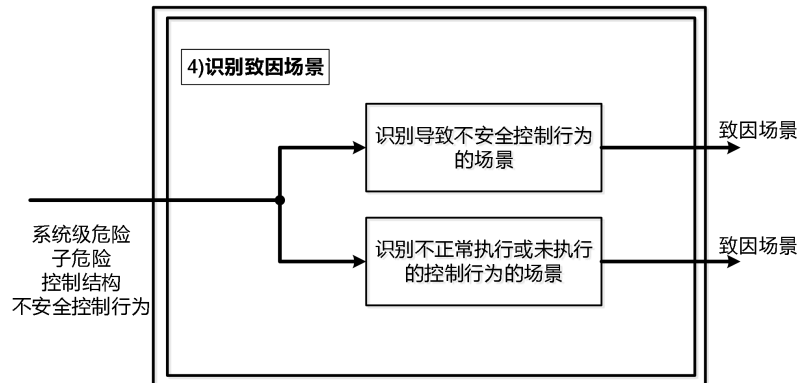 4)识别致因场景
识别导致不安全控制行为
的场景
致因场景
识别不正常执行或未执行
的控制行为的场景
致因场景
系统级危险
子危险
控制结构
不安全控制行为